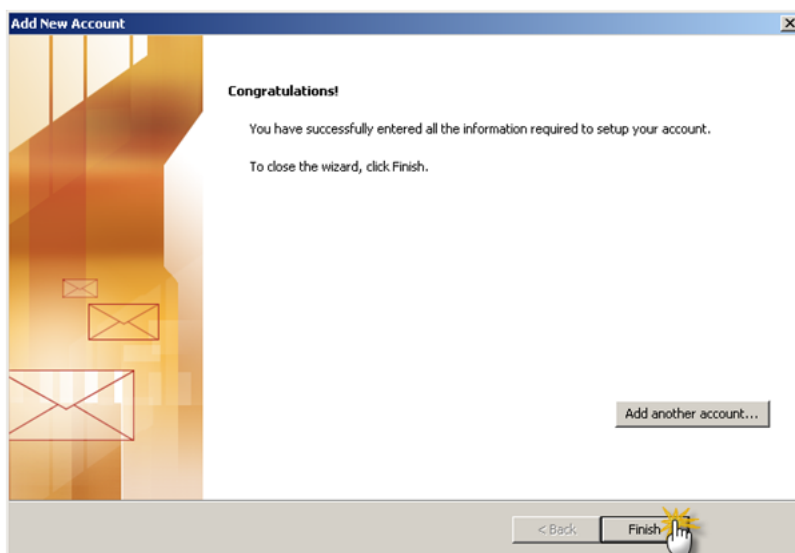 Add New Account
Congratulations!
You have successfully entered all the information required to setup your account.
To close the wizard, click Finish.
Add another account...
< Back
Finish